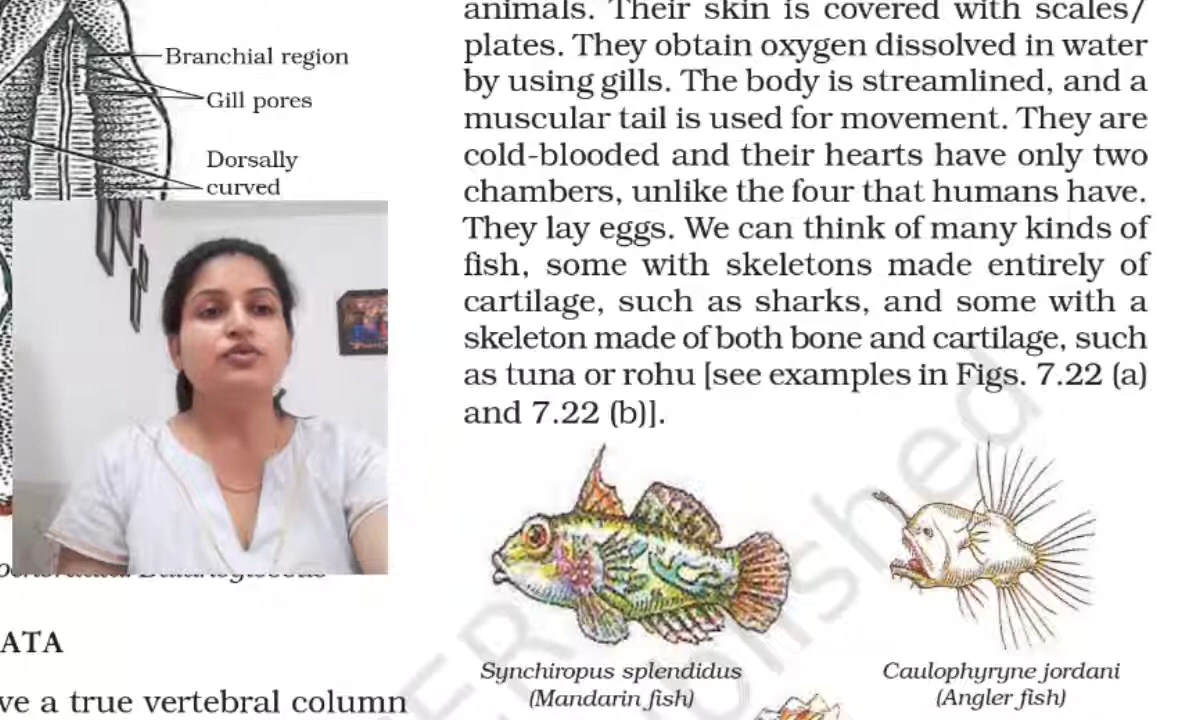 Branchial region
Gill pores
Dorsally
curved
ATA
ve a true vertebral column
animals. Their skin is covered with scales/
plates. They obtain oxygen dissolved in water
by using gills. The body is streamlined, and a
muscular tail is used for movement. They are
cold-blooded and their hearts have only two
chambers, unlike the four that humans have.
They lay eggs. We can think of many kinds of
fish, some with skeletons made entirely of
cartilage, such as sharks, and some with a
skeleton made of both bone and cartilage, such
as tuna or rohu [see examples in Figs. 7.22 (a)
and 7.22 (b)].
Synchiropus splendidus
(Mandarin fish)
Caulophyryne jordani
(Angler fish)